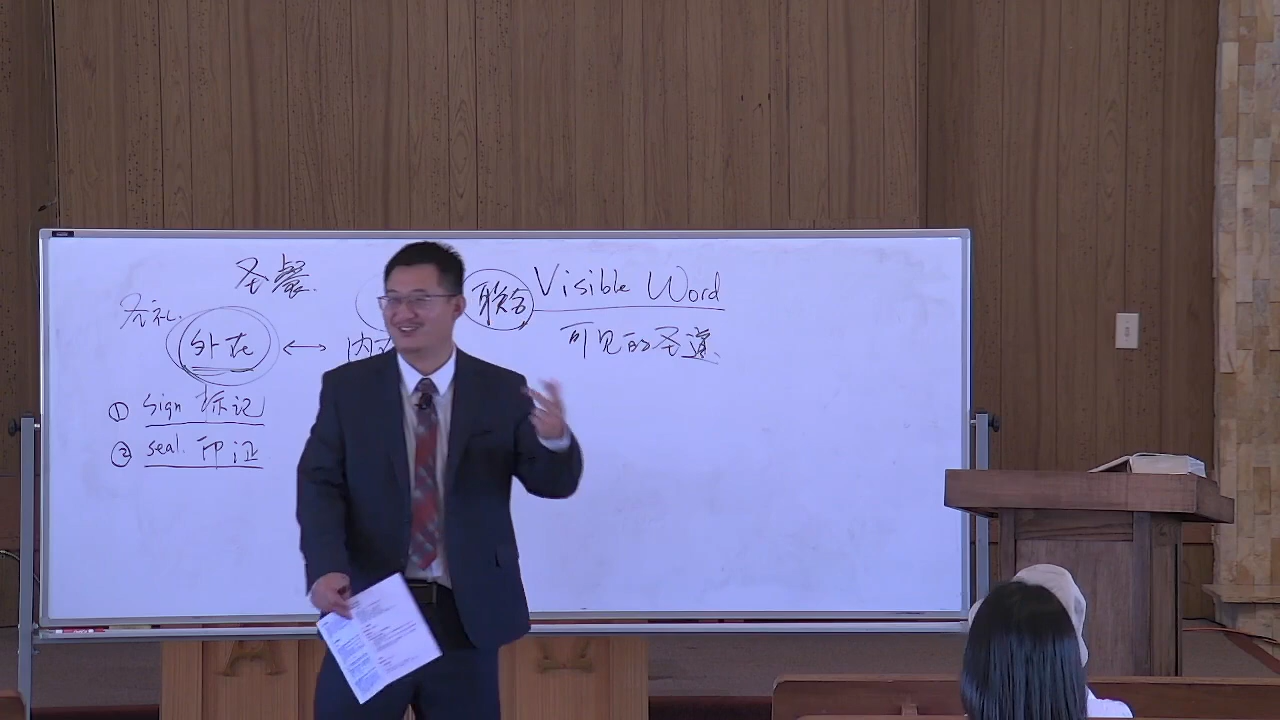 圣餐.
联合 Visible Word
圣礼.
外在 ←→ 内
可见的圣道.
① Sign 标记
② seal. 印证